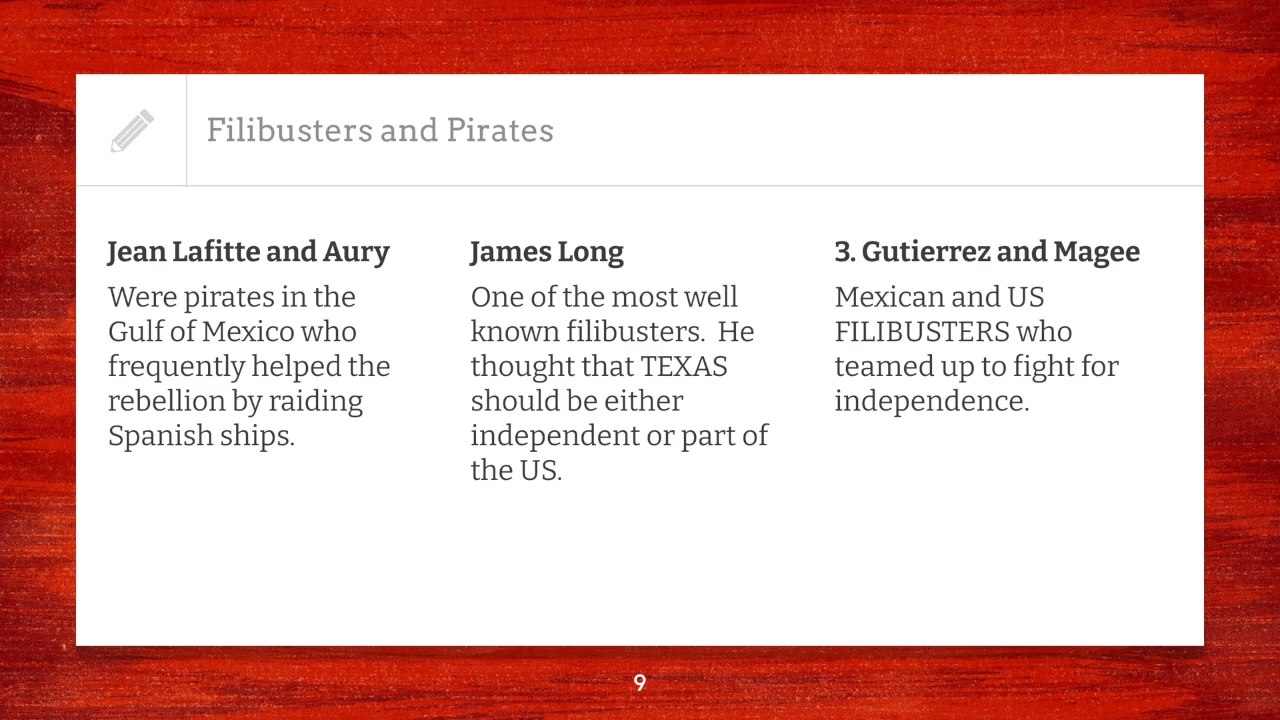 Filibusters and Pirates
Jean Lafitte and Aury
Were pirates in the
Gulf of Mexico who
frequently helped the
rebellion by raiding
Spanish ships.
James Long
One of the most well
known filibusters.  He
thought that TEXAS
should be either
independent or part of
the US.
3. Gutierrez and Magee
Mexican and US
FILIBUSTERS who
teamed up to fight for
independence.
9